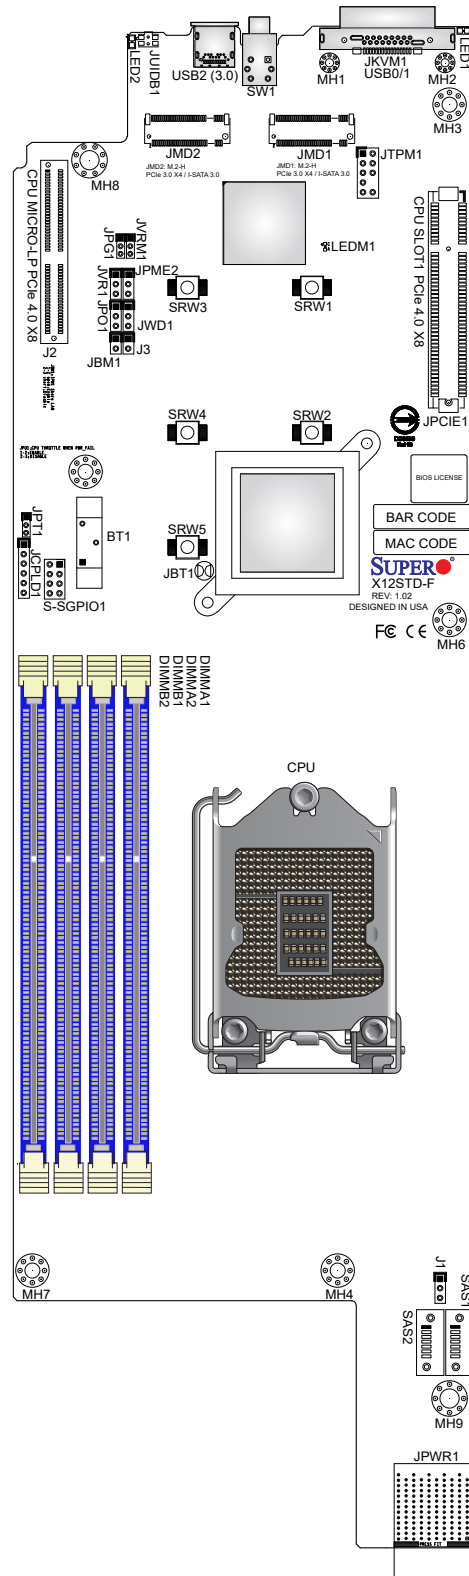 LED2
JUIDB1
USB2 (3.0)
SW1
JKVM1
USB0/1
LED1
MH1
MH2
MH3
JMD2
JMD2: M.2-H
PCIe 3.0 X4 / I-SATA 3.0
JMD1
JMD1: M.2-H
PCIe 3.0 X4 / I-SATA 3.0
JTPM1
MH8
CPU MICRO-LP PCIe 4.0 X8
J2
JPG1
JVRM1
JVR1
JPME2
JPO1
JWD1
JBM1
J3
LEDM1
SRW3
SRW1
CPU SLOT1 PCIe 4.0 X8
JPCIE1
SRW4
SRW2
BIOS LICENSE
BAR CODE
MAC CODE
SUPER
X12STD-F
REV: 1.02
DESIGNED IN USA
FC CE
MH6
JPT1
JCPLD1
BT1
S-SGPIO1
SRW5
JBT1
DIMMA1
DIMMA2
DIMMB1
DIMMB2
CPU
MH7
MH4
J1
SAS1
SAS2
MH9
JPWR1
PRESS FIT